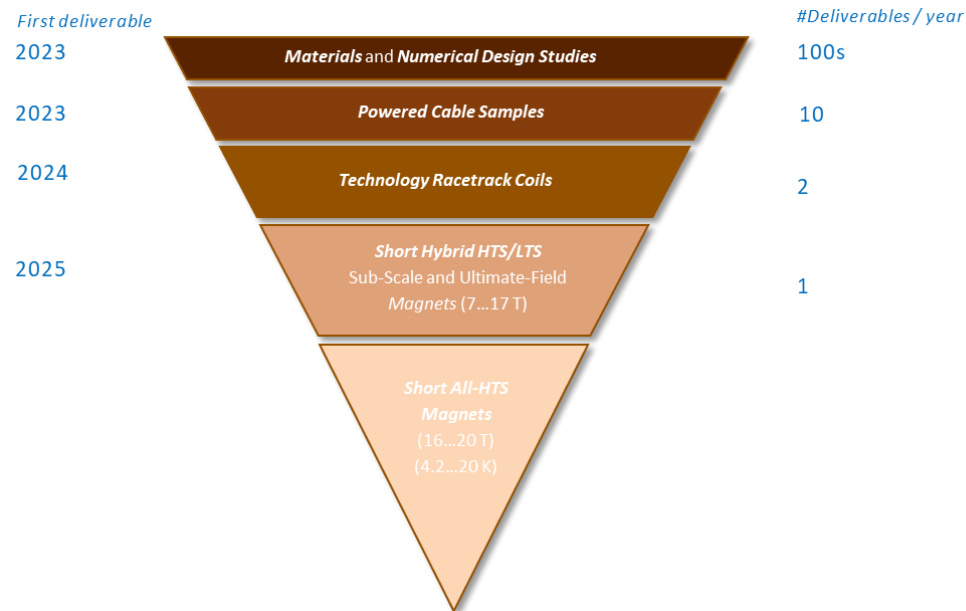 First deliverable
#Deliverables / year
2023
Materials and Numerical Design Studies
100s
2023
Powered Cable Samples
10
2024
Technology Racetrack Coils
2
2025
Short Hybrid HTS/LTS
Sub-Scale and Ultimate-Field
Magnets (7...17 T)
1
Short All-HTS
Magnets
(16...20 T)
(4.2...20 K)